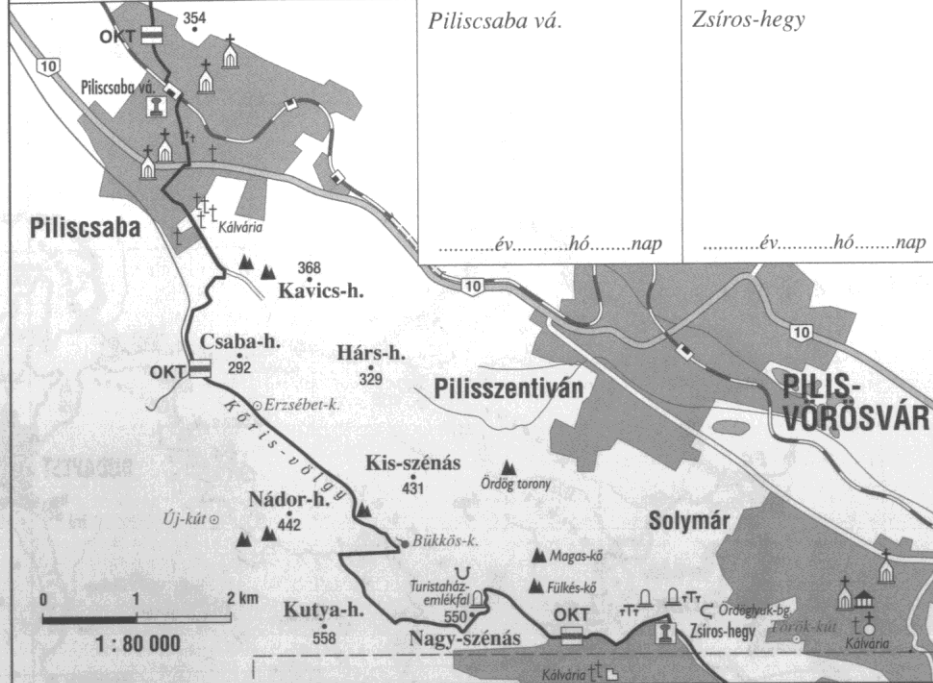 Piliscsaba vá.
Zsíros-hegy
..........év..........hó........nap
..........év..........hó........nap
354
OKT
10
Piliscsaba vá.
10
Piliscsaba
Kálvária
368
Kavics-h.
10
Csaba-h.
292
Hárs-h.
329
OKT
Pilisszentiván
PILIS-
VÖRÖSVÁR
Erzsébet-k.
Kőris-völgy
Kis-szénás
431
Ördög torony
Nádor-h.
442
Új-kút
Solymár
Bükkös-k.
Magas-kő
Turistaház-
emlékfal
Fülkés-kő
0 1 2 km
1 : 80 000
Kutya-h.
558
550
Nagy-szénás
OKT
Ördöglyuk-bg.
Zsíros-hegy
Török-kút
Kálvária
Kálvária